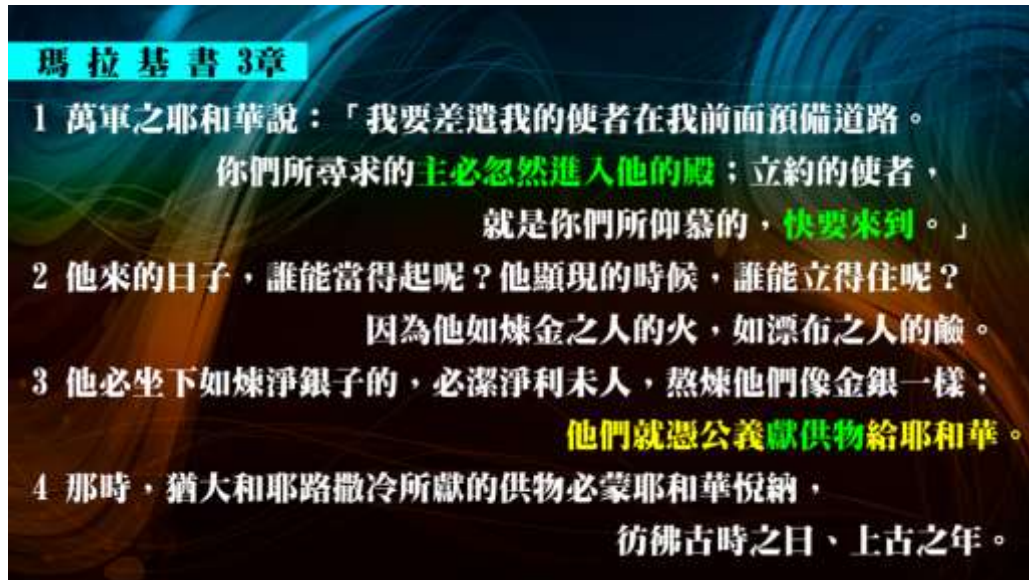 瑪拉基書 3章
1 萬軍之耶和華說：「我要差遣我的使者在我前面預備道路。
你們所尋求的主必忽然進入他的殿；立約的使者，
就是你們所仰慕的，快要來到。」
2 他來的日子，誰能當得起呢？他顯現的時候，誰能立得住呢？
因為他如煉金之人的火，如漂布之人的鹼。
3 他必坐下如煉淨銀子的，必潔淨利未人，熬煉他們像金銀一樣；
他們就憑公義獻供物給耶和華。
4 那時，猶大和耶路撒冷所獻的供物必蒙耶和華悅納，
彷彿古時之日、上古之年。